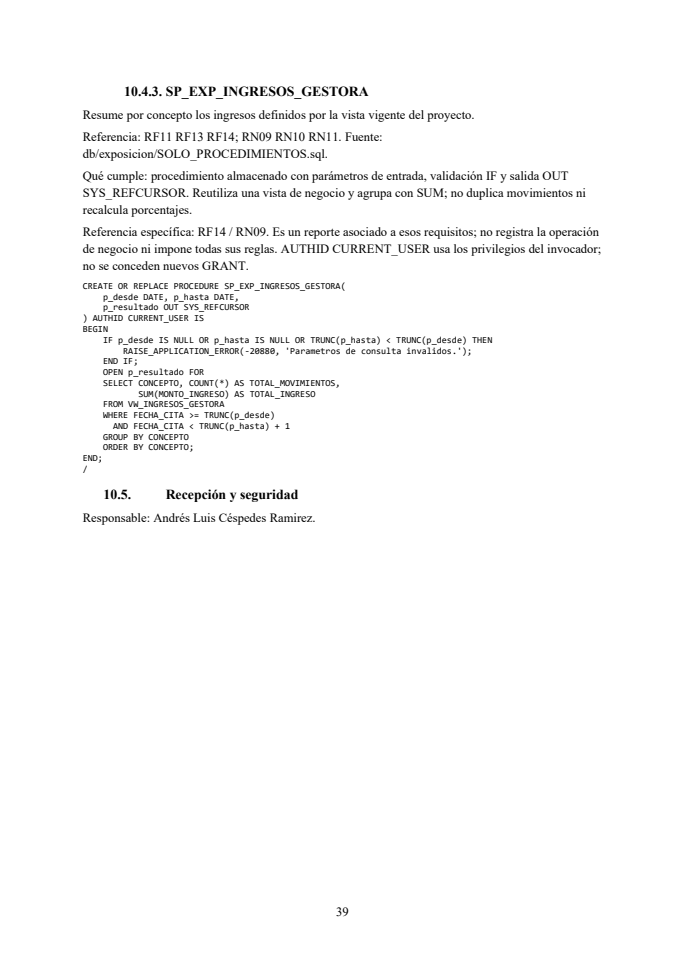 10.4.3. SP_EXP_INGRESOS_GESTORA
Resume por concepto los ingresos definidos por la vista vigente del proyecto.
Referencia: RF11 RF13 RF14; RN09 RN10 RN11. Fuente:
db/exposicion/SOLO_PROCEDIMIENTOS.sql.
Qué cumple: procedimiento almacenado con parámetros de entrada, validación IF y salida OUT
SYS_REFCURSOR. Reutiliza una vista de negocio y agrupa con SUM; no duplica movimientos ni
recalcula porcentajes.
Referencia específica: RF14 / RN09. Es un reporte asociado a esos requisitos; no registra la operación
de negocio ni impone todas sus reglas. AUTHID CURRENT_USER usa los privilegios del invocador;
no se conceden nuevos GRANT.
CREATE OR REPLACE PROCEDURE SP_EXP_INGRESOS_GESTORA(
    p_desde DATE, p_hasta DATE,
    p_resultado OUT SYS_REFCURSOR
) AUTHID CURRENT_USER IS
BEGIN
    IF p_desde IS NULL OR p_hasta IS NULL OR TRUNC(p_hasta) < TRUNC(p_desde) THEN
        RAISE_APPLICATION_ERROR(-20880, 'Parametros de consulta invalidos.');
    END IF;
    OPEN p_resultado FOR
    SELECT CONCEPTO, COUNT(*) AS TOTAL_MOVIMIENTOS,
           SUM(MONTO_INGRESO) AS TOTAL_INGRESO
    FROM VW_INGRESOS_GESTORA
    WHERE FECHA_CITA >= TRUNC(p_desde)
      AND FECHA_CITA < TRUNC(p_hasta) + 1
    GROUP BY CONCEPTO
    ORDER BY CONCEPTO;
END;
/
10.5. Recepción y seguridad
Responsable: Andrés Luis Céspedes Ramirez.
39